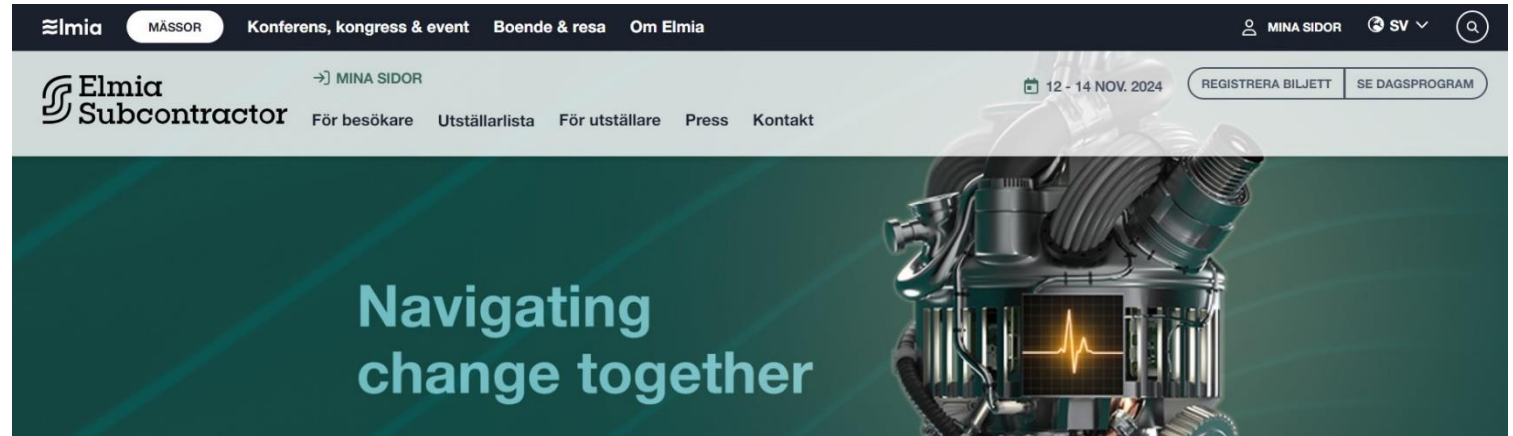 Elmia
MÄSSOR
Konferens, kongress & event
Boende & resa
Om Elmia
MINA SIDOR
SV
Elmia
Subcontractor
MINA SIDOR
För besökare
Utställarlista
För utställare
Press
Kontakt
12 - 14 NOV. 2024
REGISTRERA BILJETT
SE DAGSPROGRAM
Navigating
change together